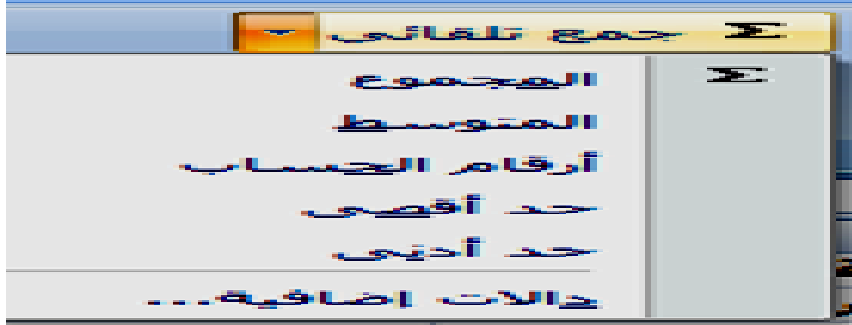 Σ جمع تلقائي
Σ المجموع
المتوسط
أرقام الحساب
حد أقصى
حد أدنى
دالات إضافية...